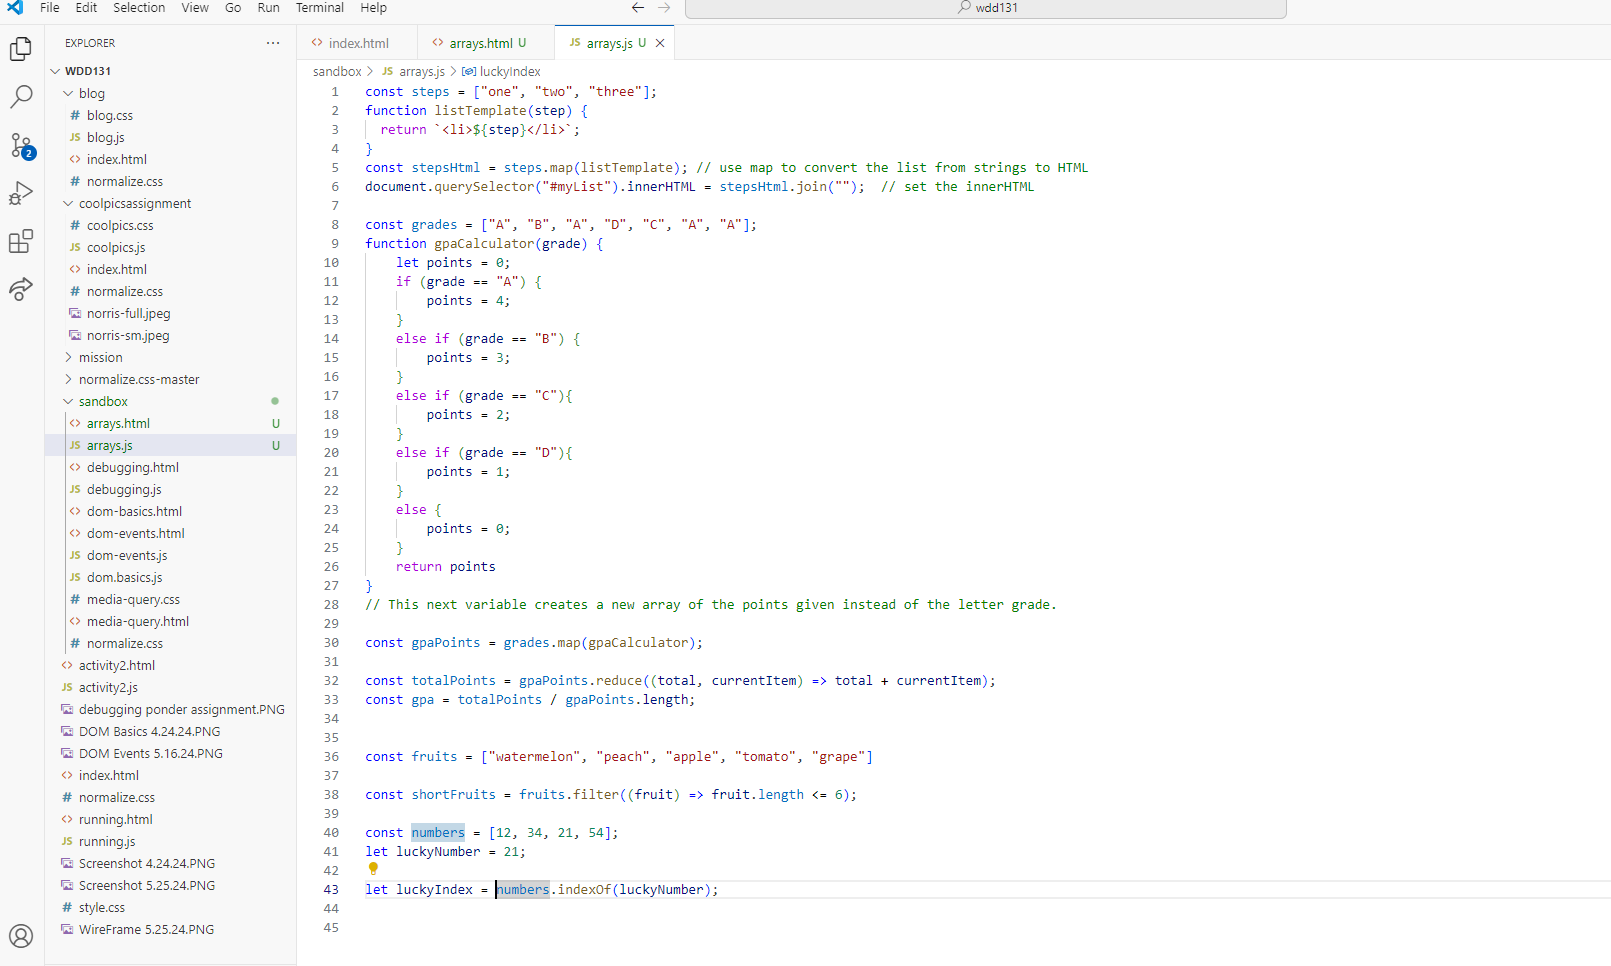 File Edit Selection View Go Run Terminal Help ← → wdd131
EXPLORER ···
index.html
arrays.html U
JS arrays.js U ×
sandbox > JS arrays.js > luckyIndex
WDD131
blog
# blog.css
JS blog.js
<> index.html
# normalize.css
coolpicsassignment
# coolpics.css
JS coolpics.js
<> index.html
# normalize.css
norris-full.jpeg
norris-sm.jpeg
mission
normalize.css-master
sandbox
<> arrays.html U
JS arrays.js U
<> debugging.html
JS debugging.js
<> dom-basics.html
<> dom-events.html
JS dom-events.js
JS dom.basics.js
# media-query.css
<> media-query.html
# normalize.css
<> activity2.html
JS activity2.js
debugging ponder assignment.PNG
DOM Basics 4.24.24.PNG
DOM Events 5.16.24.PNG
<> index.html
# normalize.css
<> running.html
JS running.js
Screenshot 4.24.24.PNG
Screenshot 5.25.24.PNG
# style.css
WireFrame 5.25.24.PNG
2
1 const steps = ["one", "two", "three"];
2 function listTemplate(step) {
3 return `<li>${step}</li>`;
4 }
5 const stepsHtml = steps.map(listTemplate); // use map to convert the list from strings to HTML
6 document.querySelector("#myList").innerHTML = stepsHtml.join(""); // set the innerHTML
7
8 const grades = ["A", "B", "A", "D", "C", "A", "A"];
9 function gpaCalculator(grade) {
10 let points = 0;
11 if (grade == "A") {
12 points = 4;
13 }
14 else if (grade == "B") {
15 points = 3;
16 }
17 else if (grade == "C"){
18 points = 2;
19 }
20 else if (grade == "D"){
21 points = 1;
22 }
23 else {
24 points = 0;
25 }
26 return points
27 }
28 // This next variable creates a new array of the points given instead of the letter grade.
29
30 const gpaPoints = grades.map(gpaCalculator);
31
32 const totalPoints = gpaPoints.reduce((total, currentItem) => total + currentItem);
33 const gpa = totalPoints / gpaPoints.length;
34
35
36 const fruits = ["watermelon", "peach", "apple", "tomato", "grape"]
37
38 const shortFruits = fruits.filter((fruit) => fruit.length <= 6);
39
40 const numbers = [12, 34, 21, 54];
41 let luckyNumber = 21;
42
43 let luckyIndex = numbers.indexOf(luckyNumber);
44
45